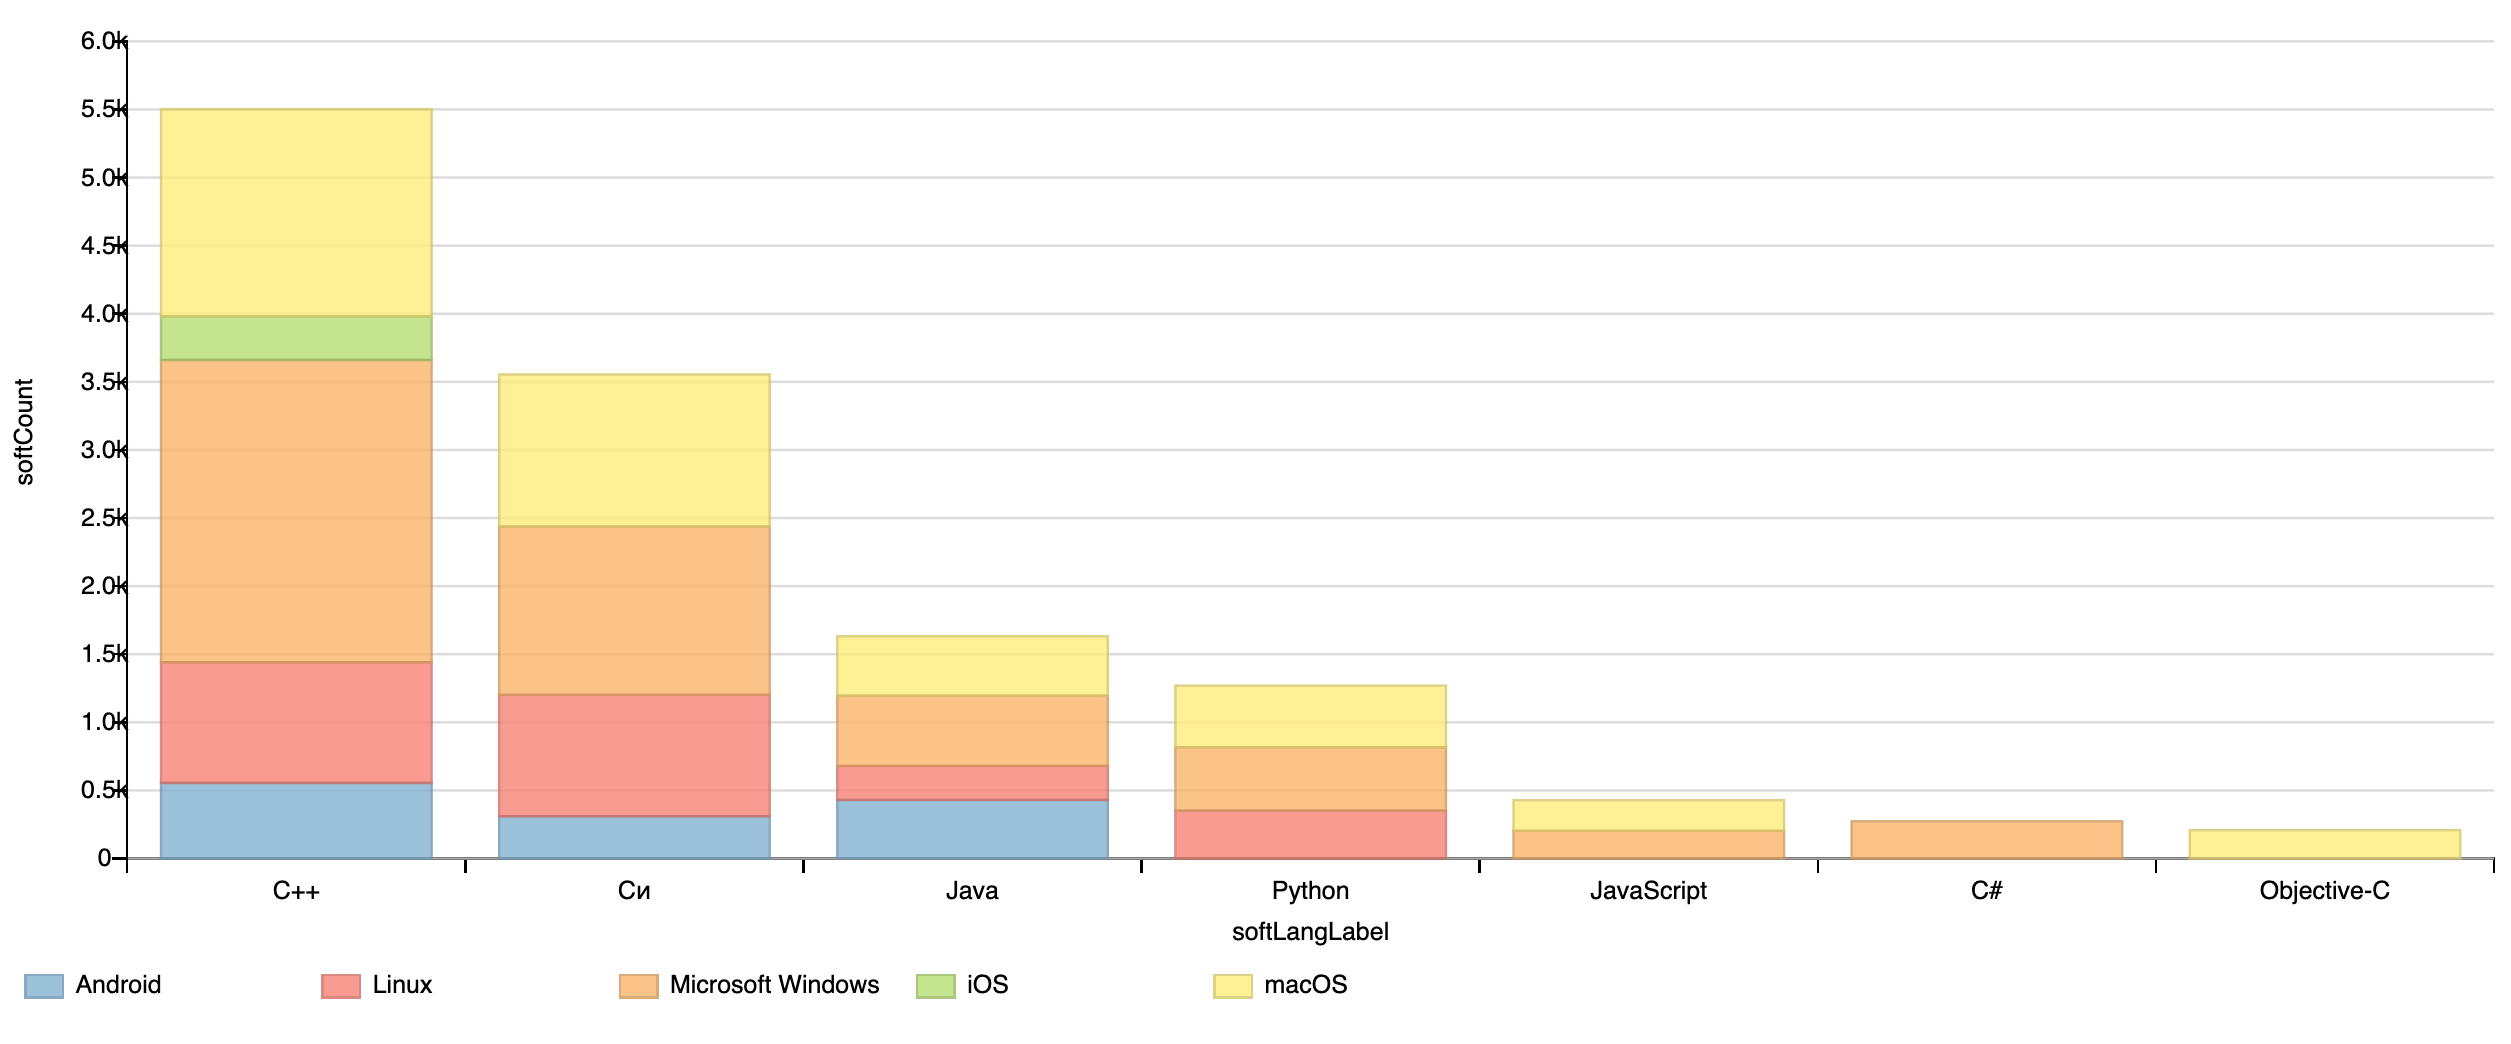 6.0k
5.5k
5.0k
4.5k
4.0k
3.5k
3.0k
2.5k
2.0k
1.5k
1.0k
0.5k
0
softCount
C++ Си Java Python JavaScript C# Objective-C
softLangLabel
Android Linux Microsoft Windows iOS macOS